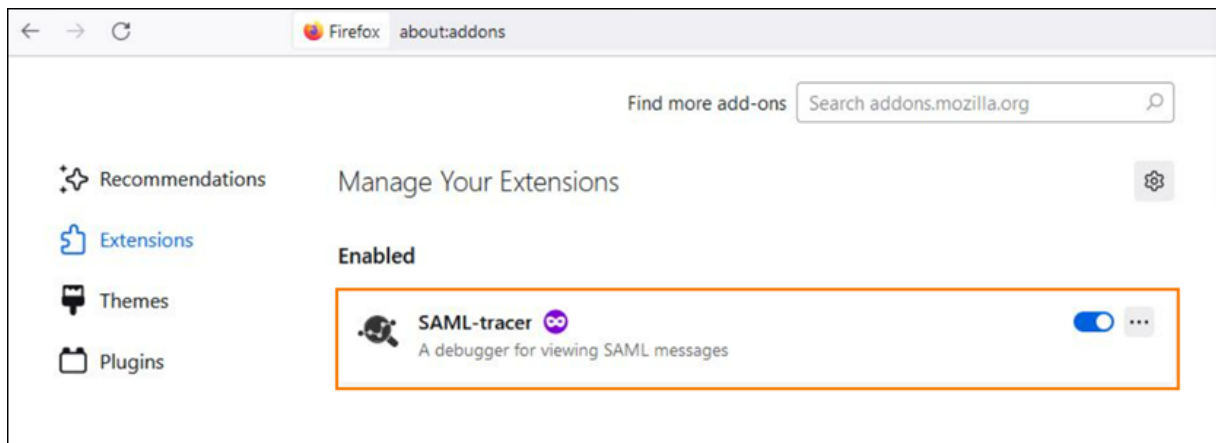 Firefox about:addons
Find more add-ons Search addons.mozilla.org
Recommendations
Manage Your Extensions
Extensions
Enabled
Themes
SAML-tracer
A debugger for viewing SAML messages
Plugins